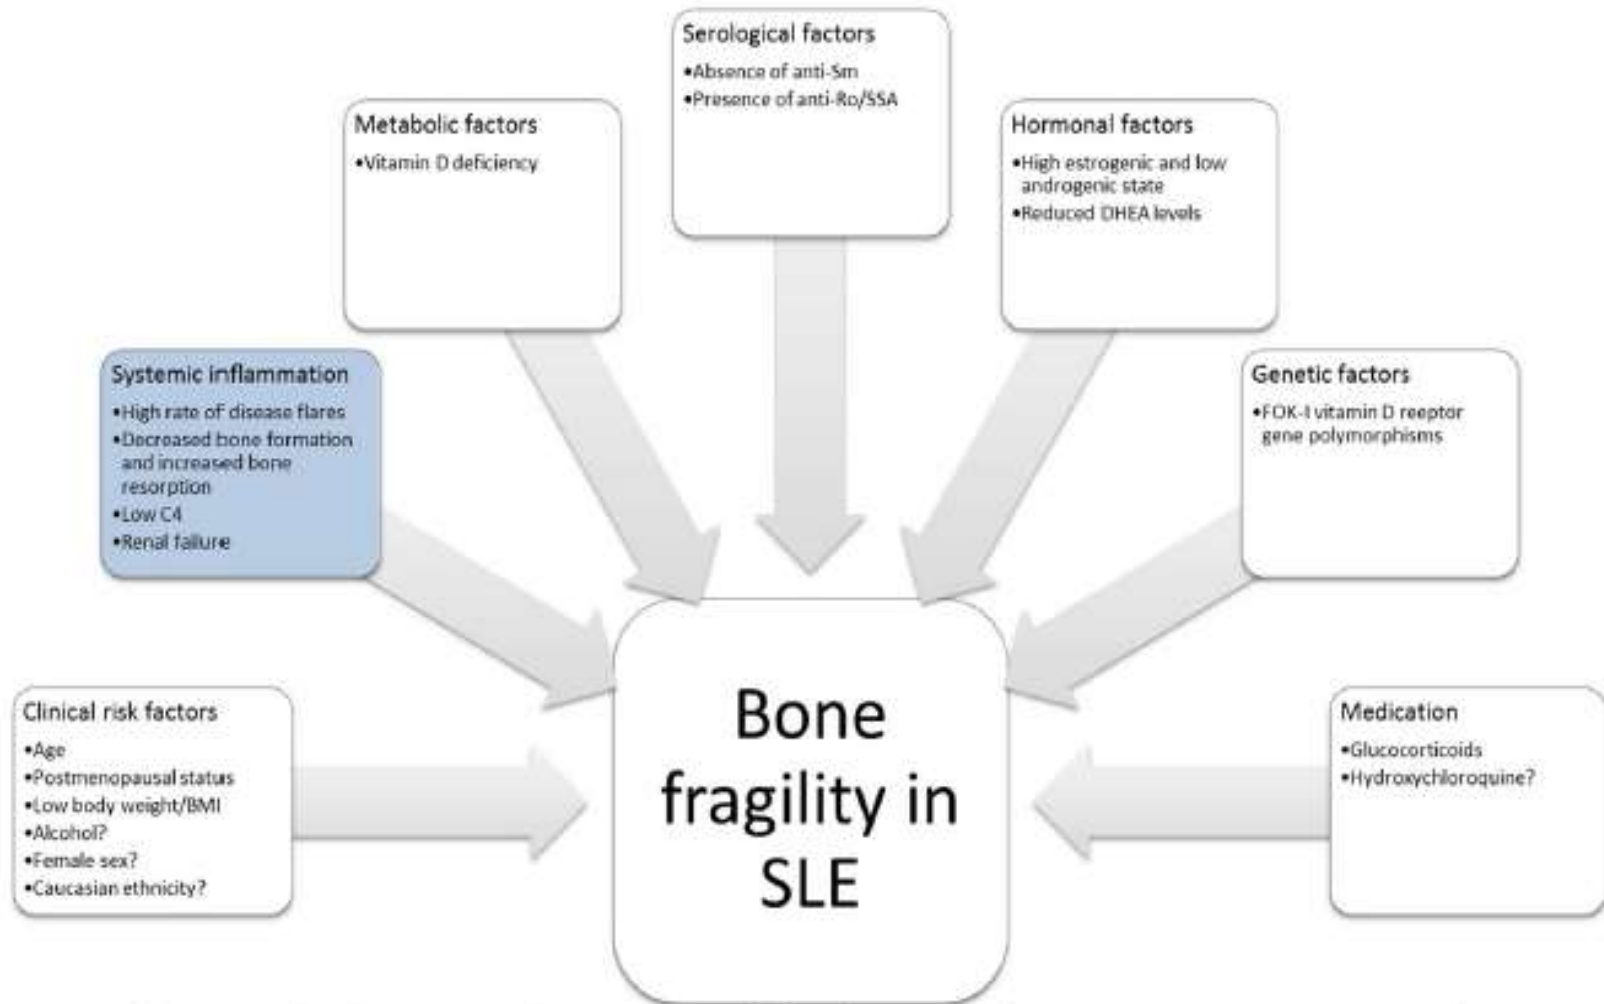 Serological factors
•Absence of anti-Sm
•Presence of anti-Ro/SSA
Metabolic factors
•Vitamin D deficiency
Hormonal factors
•High estrogenic and low
androgenic state
•Reduced DHEA levels
Systemic inflammation
•High rate of disease flares
•Decreased bone formation
and increased bone
resorption
•Low C4
•Renal failure
Genetic factors
•FOK-I vitamin D reeptor
gene polymorphisms
Clinical risk factors
•Age
•Postmenopausal status
•Low body weight/BMI
•Alcohol?
•Female sex?
•Caucasian ethnicity?
Medication
•Glucocorticoids
•Hydroxychloroquine?
Bone
fragility in
SLE